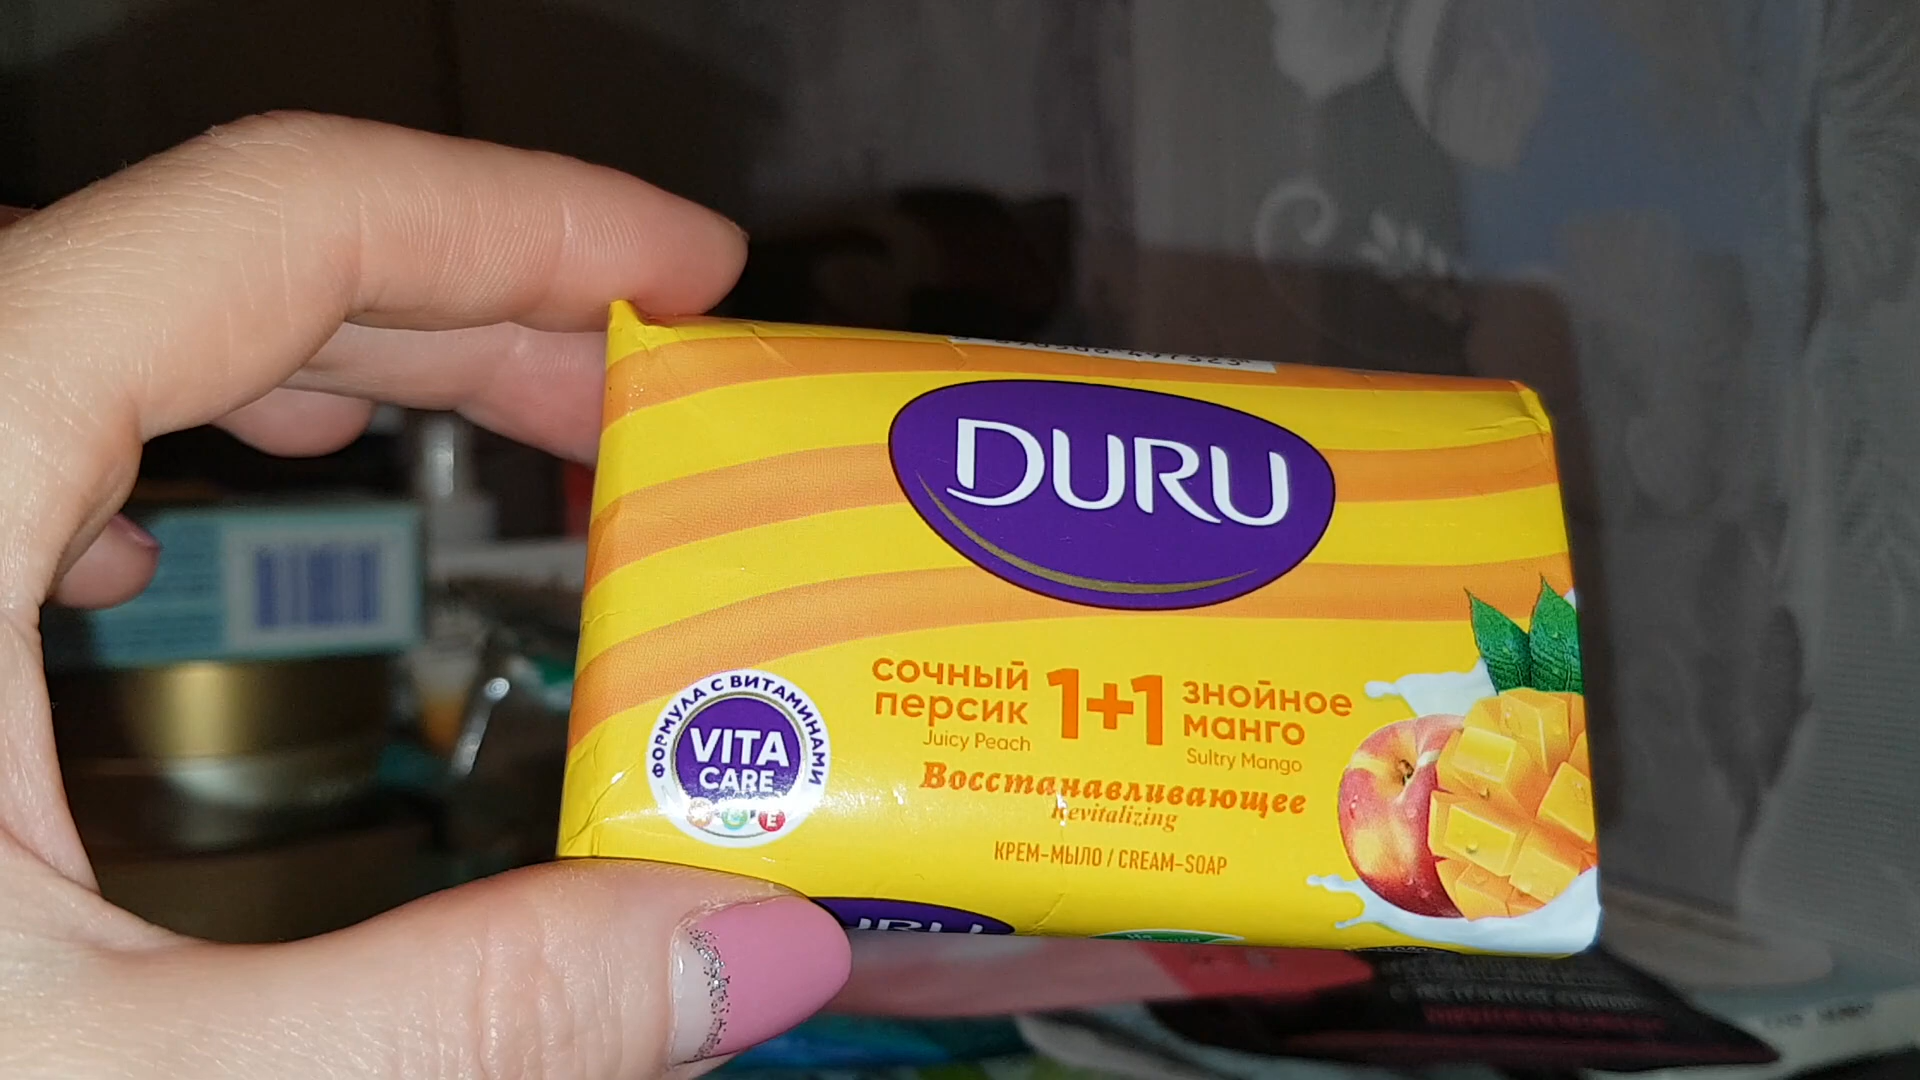 DURU
сочный
персик
Juicy Peach
1+1
знойное
манго
Sultry Mango
Восстанавливающее
Revitalizing
КРЕМ-МЫЛО / CREAM-SOAP
ФОРМУЛА С ВИТАМИНАМИ
VITA
CARE
E
DURU